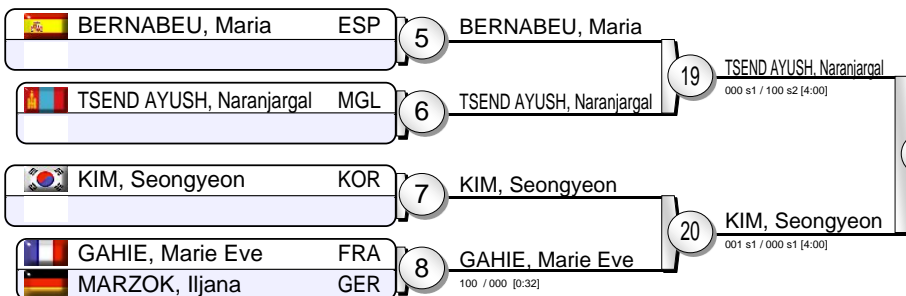 BERNABEU, Maria ESP
5
BERNABEU, Maria
19
TSEND AYUSH, Naranjargal
000 s1 / 100 s2 [4:00]
TSEND AYUSH, Naranjargal MGL
6
TSEND AYUSH, Naranjargal
KIM, Seongyeon KOR
7
KIM, Seongyeon
20
KIM, Seongyeon
001 s1 / 000 s1 [4:00]
GAHIE, Marie Eve FRA
MARZOK, Iljana GER
8
GAHIE, Marie Eve
100 / 000 [0:32]